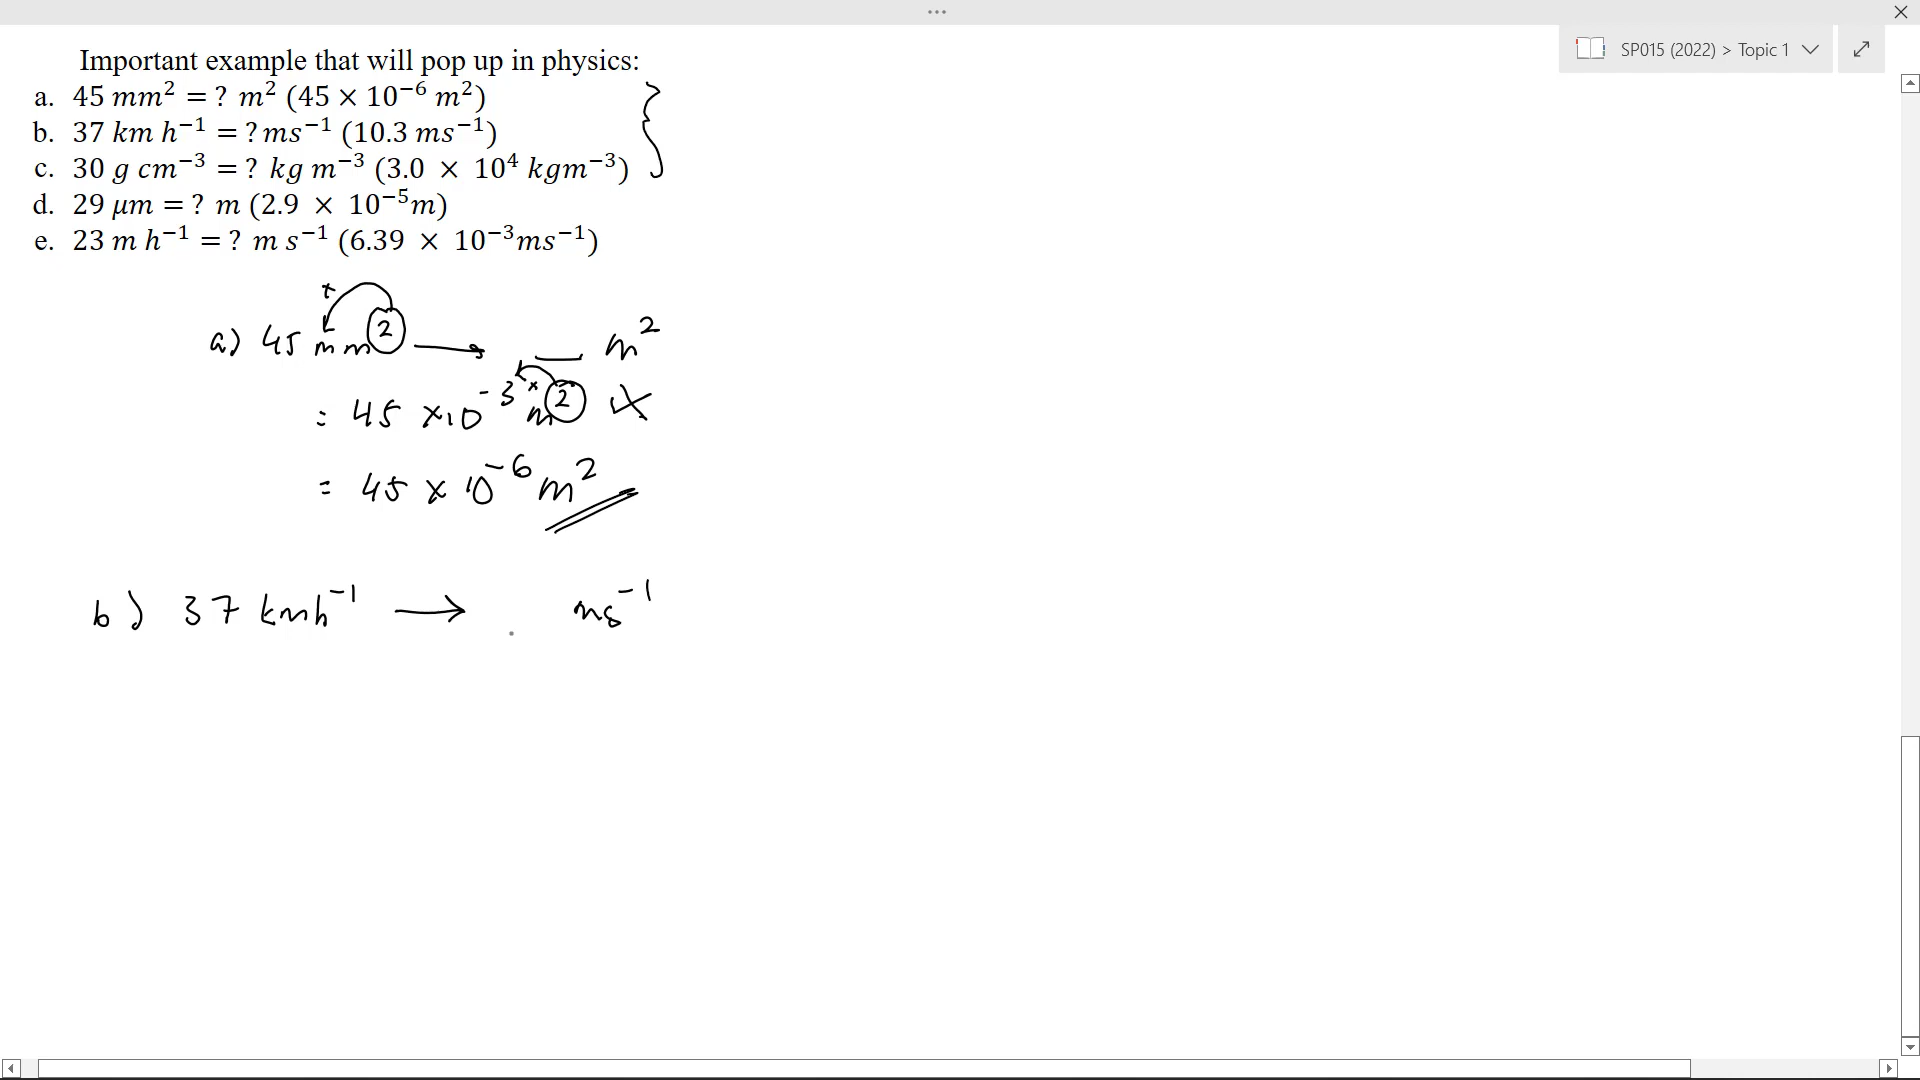 SP015 (2022) > Topic 1
Important example that will pop up in physics:
a. 45 mm² = ? m² (45 × 10⁻⁶ m²)
b. 37 km h⁻¹ = ? ms⁻¹ (10.3 ms⁻¹)
c. 30 g cm⁻³ = ? kg m⁻³ (3.0 × 10⁴ kgm⁻³)
d. 29 μm = ? m (2.9 × 10⁻⁵m)
e. 23 m h⁻¹ = ? m s⁻¹ (6.39 × 10⁻³ms⁻¹)
a) 45 mm² → __ m²
= 45 × 10⁻³ ˣ m²
= 45 × 10⁻⁶ m²
b) 37 kmh⁻¹ → ms⁻¹